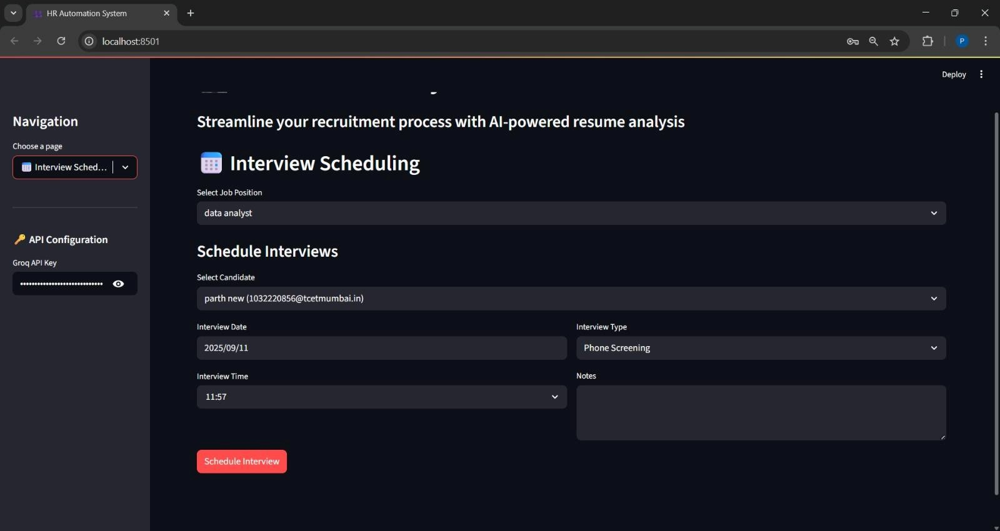 HR Automation System
localhost:8501
P
Deploy
Navigation
Choose a page
Interview Sched...
API Configuration
Groq API Key
Streamline your recruitment process with AI-powered resume analysis
Interview Scheduling
Select Job Position
data analyst
Schedule Interviews
Select Candidate
parth new (1032220856@tcetmumbai.in)
Interview Date
Interview Type
2025/09/11
Phone Screening
Interview Time
Notes
11:57
Schedule Interview